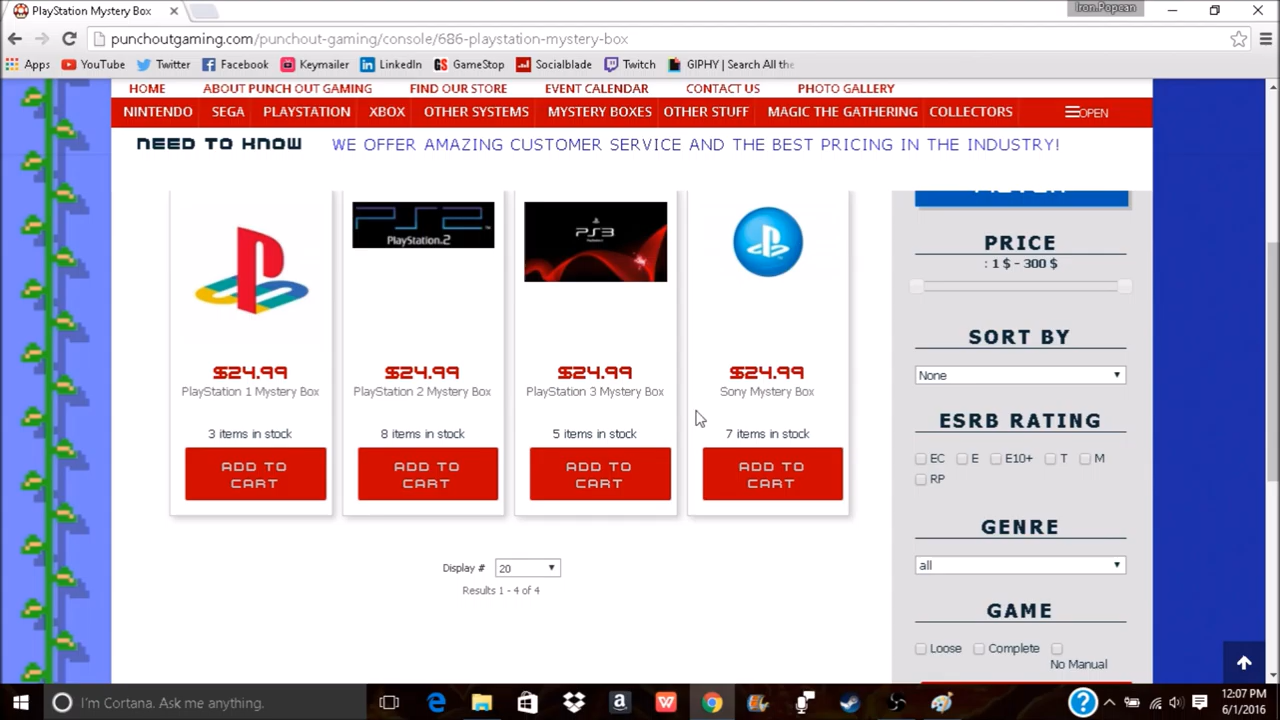 PlayStation Mystery Box
Iron.Popcan
punchoutgaming.com/punchout-gaming/console/686-playstation-mystery-box
Apps YouTube Twitter Facebook Keymailer LinkedIn GameStop Socialblade Twitch GIPHY | Search All the
HOME ABOUT PUNCH OUT GAMING FIND OUR STORE EVENT CALENDAR CONTACT US PHOTO GALLERY
NINTENDO SEGA PLAYSTATION XBOX OTHER SYSTEMS MYSTERY BOXES OTHER STUFF MAGIC THE GATHERING COLLECTORS OPEN
NEED TO KNOW WE OFFER AMAZING CUSTOMER SERVICE AND THE BEST PRICING IN THE INDUSTRY!
PS2
PlayStation.2
PS3
$24.99 $24.99 $24.99 $24.99
PlayStation 1 Mystery Box PlayStation 2 Mystery Box PlayStation 3 Mystery Box Sony Mystery Box
3 items in stock 8 items in stock 5 items in stock 7 items in stock
ADD TO CART ADD TO CART ADD TO CART ADD TO CART
Display # 20
Results 1 - 4 of 4
PRICE
: 1 $ - 300 $
SORT BY
None
ESRB RATING
EC E E10+ T M
RP
GENRE
all
GAME
Loose Complete
No Manual
I'm Cortana. Ask me anything.
12:07 PM
6/1/2016